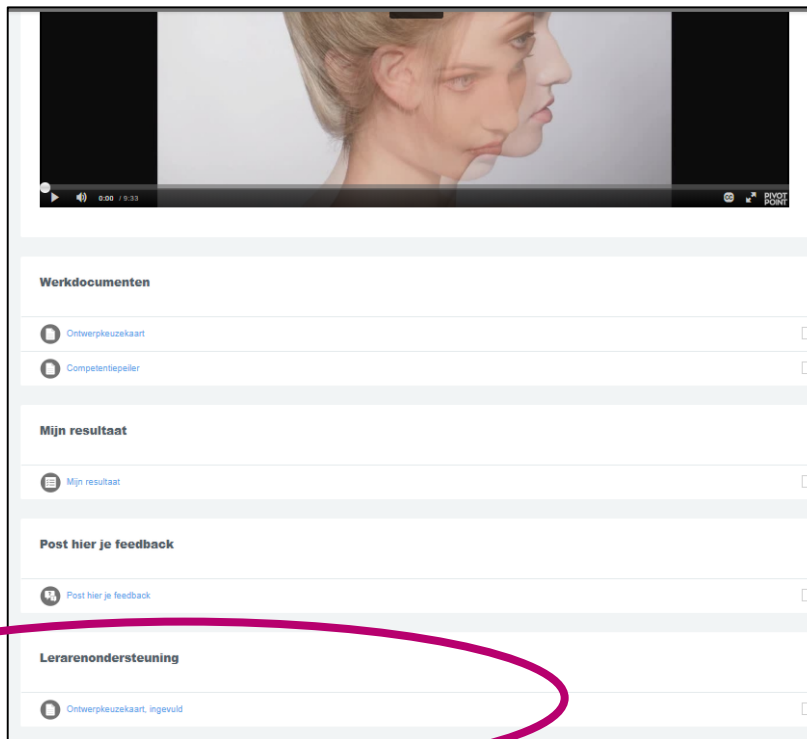 0:00 / 9:33
CC
PIVOT
POINT
Werkdocumenten
Ontwerpkeuzekaart
Competentiepeiler
Mijn resultaat
Mijn resultaat
Post hier je feedback
Post hier je feedback
Lerarenondersteuning
Ontwerpkeuzekaart, ingevuld